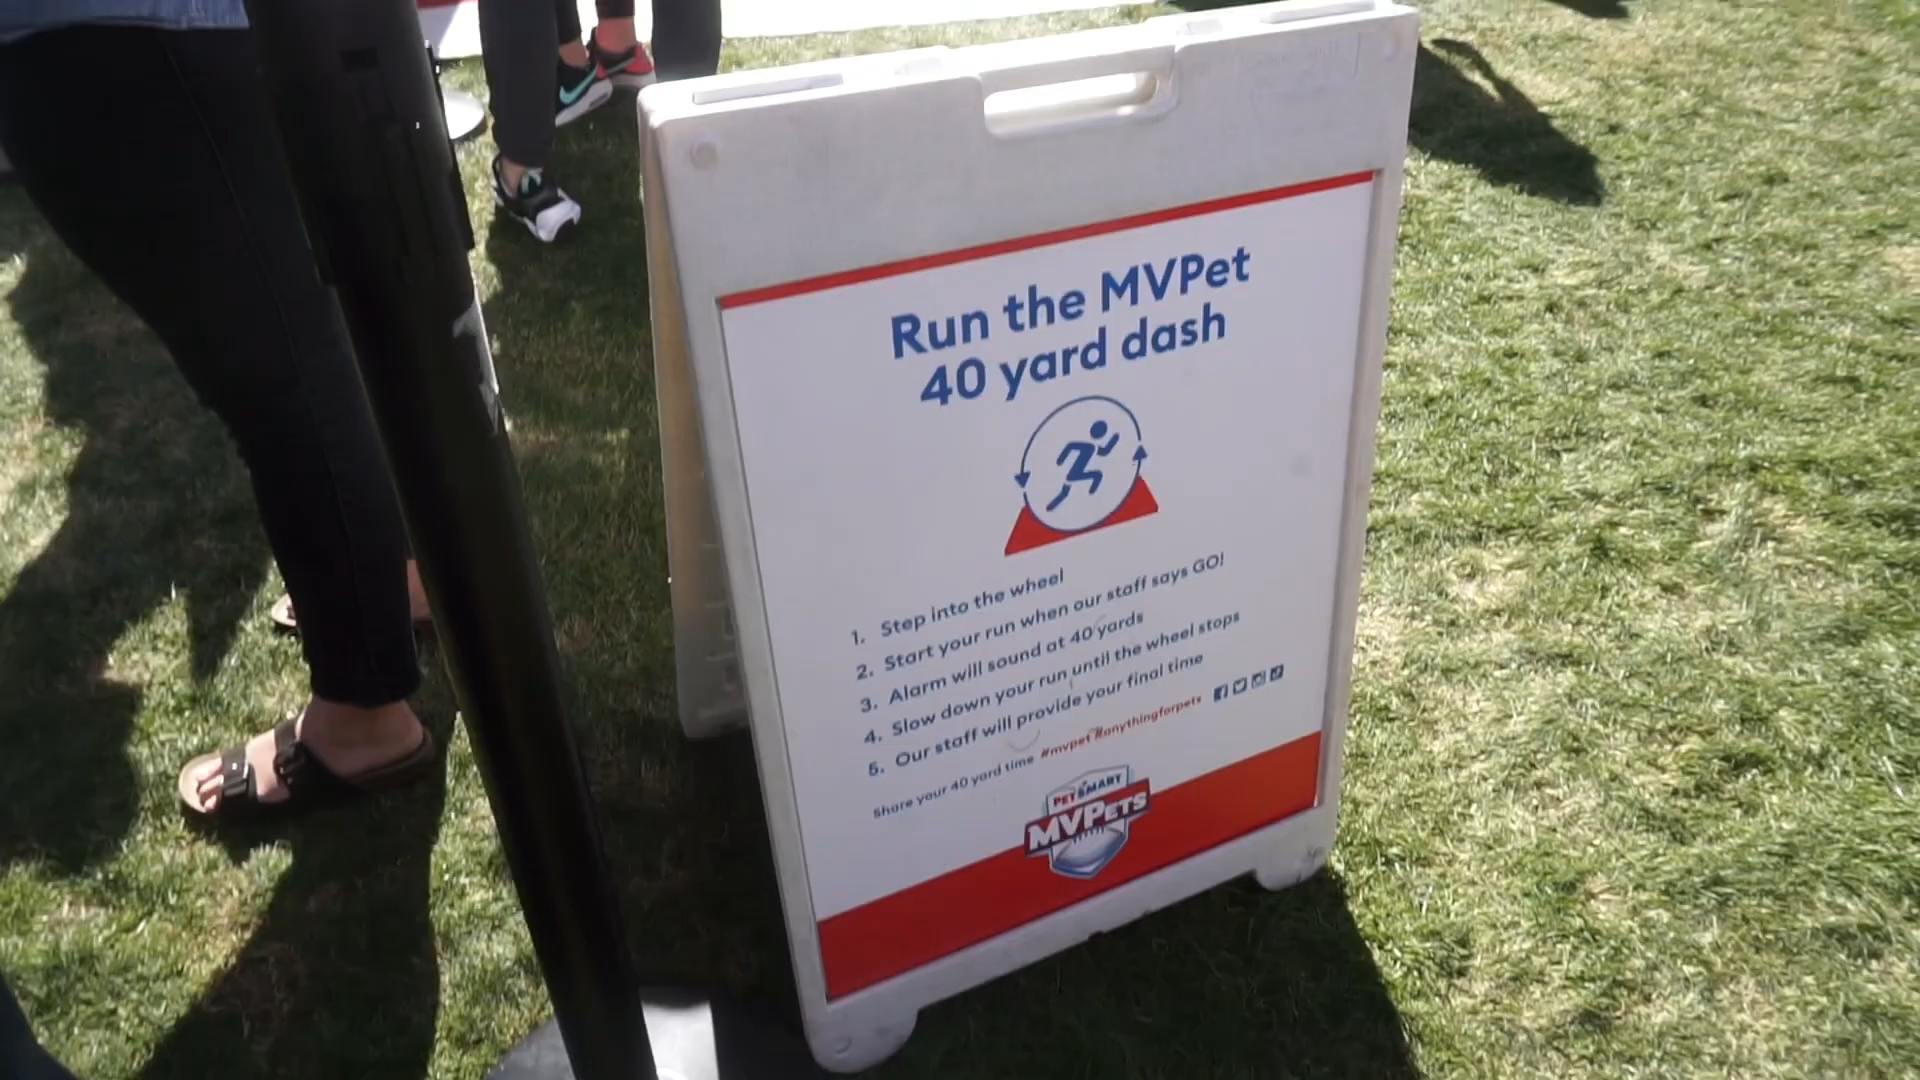 Run the MVPet
40 yard dash
1. Step into the wheel
2. Start your run when our staff says GO!
3. Alarm will sound at 40 yards
4. Slow down your run until the wheel stops
5. Our staff will provide your final time
Share your 40 yard time #mvpet #anythingforpets
PETSMART
MVPETS